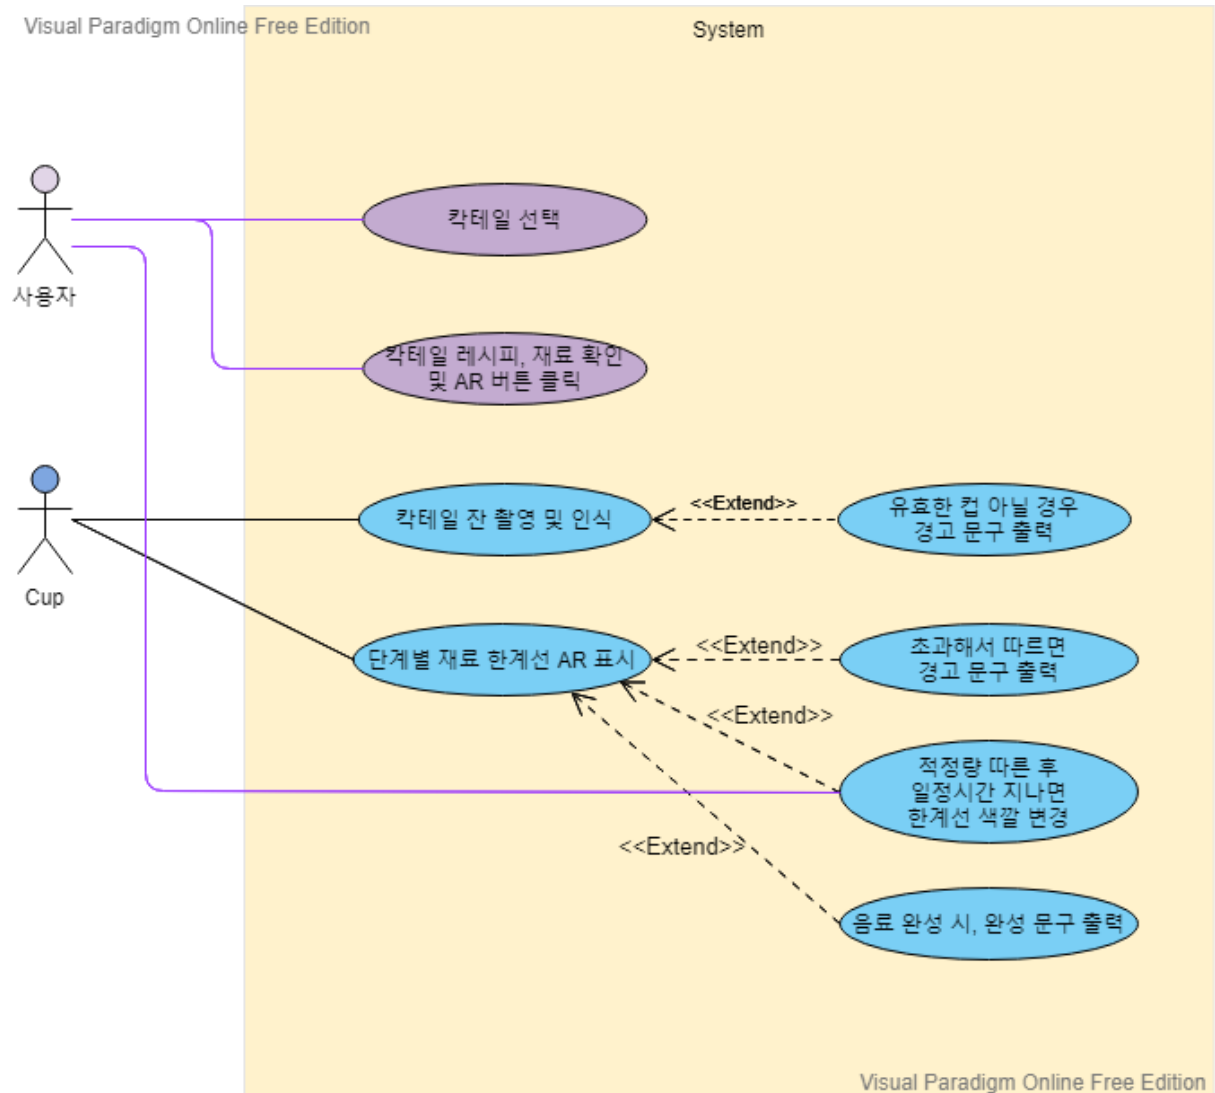 Visual Paradigm Online Free Edition
System
사용자
칵테일 선택
칵테일 레시피, 재료 확인
및 AR 버튼 클릭
Cup
칵테일 잔 촬영 및 인식
<<Extend>>
유효한 컵 아닐 경우
경고 문구 출력
단계별 재료 한계선 AR 표시
<<Extend>>
초과해서 따르면
경고 문구 출력
<<Extend>>
적정량 따른 후
일정시간 지나면
한계선 색깔 변경
<<Extend>>
음료 완성 시, 완성 문구 출력
Visual Paradigm Online Free Edition